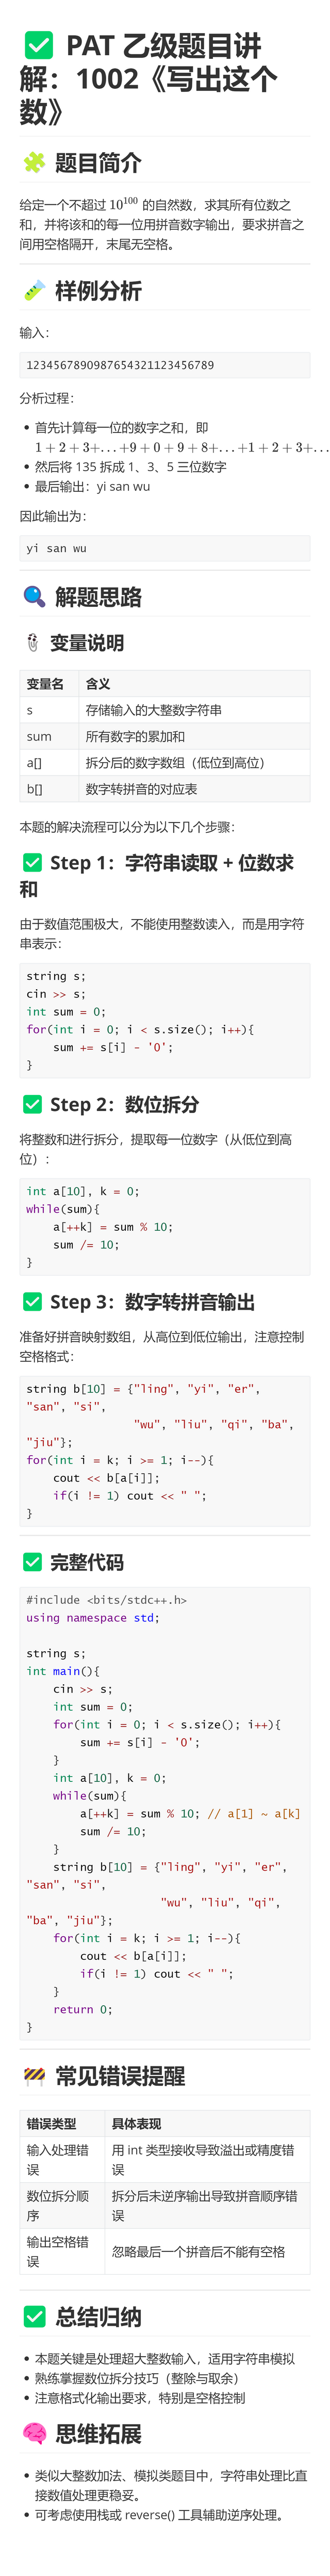 ✅ PAT 乙级题目讲
解：1002《写出这个
数》
🧩 题目简介
给定一个不超过 10^100 的自然数，求其所有位数之
和，并将该和的每一位用拼音数字输出，要求拼音之
间用空格隔开，末尾无空格。
🧪 样例分析
输入：
1234567890987654321123456789
分析过程：
• 首先计算每一位的数字之和，即
1 + 2 + 3+...+9 + 0 + 9 + 8+...+1 + 2 + 3+...
• 然后将 135 拆成 1、3、5 三位数字
• 最后输出：yi san wu
因此输出为：
yi san wu
🔍 解题思路
🖇 变量说明
变量名 含义
s 存储输入的大整数字符串
sum 所有数字的累加和
a[] 拆分后的数字数组（低位到高位）
b[] 数字转拼音的对应表
本题的解决流程可以分为以下几个步骤：
✅ Step 1：字符串读取 + 位数求
和
由于数值范围极大，不能使用整数读入，而是用字符
串表示：
string s;
cin >> s;
int sum = 0;
for(int i = 0; i < s.size(); i++){
    sum += s[i] - '0';
}
✅ Step 2：数位拆分
将整数和进行拆分，提取每一位数字（从低位到高
位）：
int a[10], k = 0;
while(sum){
    a[++k] = sum % 10;
    sum /= 10;
}
✅ Step 3：数字转拼音输出
准备好拼音映射数组，从高位到低位输出，注意控制
空格格式：
string b[10] = {"ling", "yi", "er",
"san", "si",
                "wu", "liu", "qi", "ba",
"jiu"};
for(int i = k; i >= 1; i--){
    cout << b[a[i]];
    if(i != 1) cout << " ";
}
✅ 完整代码
#include <bits/stdc++.h>
using namespace std;
string s;
int main(){
    cin >> s;
    int sum = 0;
    for(int i = 0; i < s.size(); i++){
        sum += s[i] - '0';
    }
    int a[10], k = 0;
    while(sum){
        a[++k] = sum % 10; // a[1] ~ a[k]
        sum /= 10;
    }
    string b[10] = {"ling", "yi", "er",
"san", "si",
                    "wu", "liu", "qi",
"ba", "jiu"};
    for(int i = k; i >= 1; i--){
        cout << b[a[i]];
        if(i != 1) cout << " ";
    }
    return 0;
}
🚧 常见错误提醒
错误类型 具体表现
输入处理错 用 int 类型接收导致溢出或精度错
误 误
数位拆分顺 拆分后未逆序输出导致拼音顺序错
序 误
输出空格错
误 忽略最后一个拼音后不能有空格
✅ 总结归纳
• 本题关键是处理超大整数输入，适用字符串模拟
• 熟练掌握数位拆分技巧（整除与取余）
• 注意格式化输出要求，特别是空格控制
🧠 思维拓展
• 类似大整数加法、模拟类题目中，字符串处理比直
接数值处理更稳妥。
• 可考虑使用栈或 reverse() 工具辅助逆序处理。